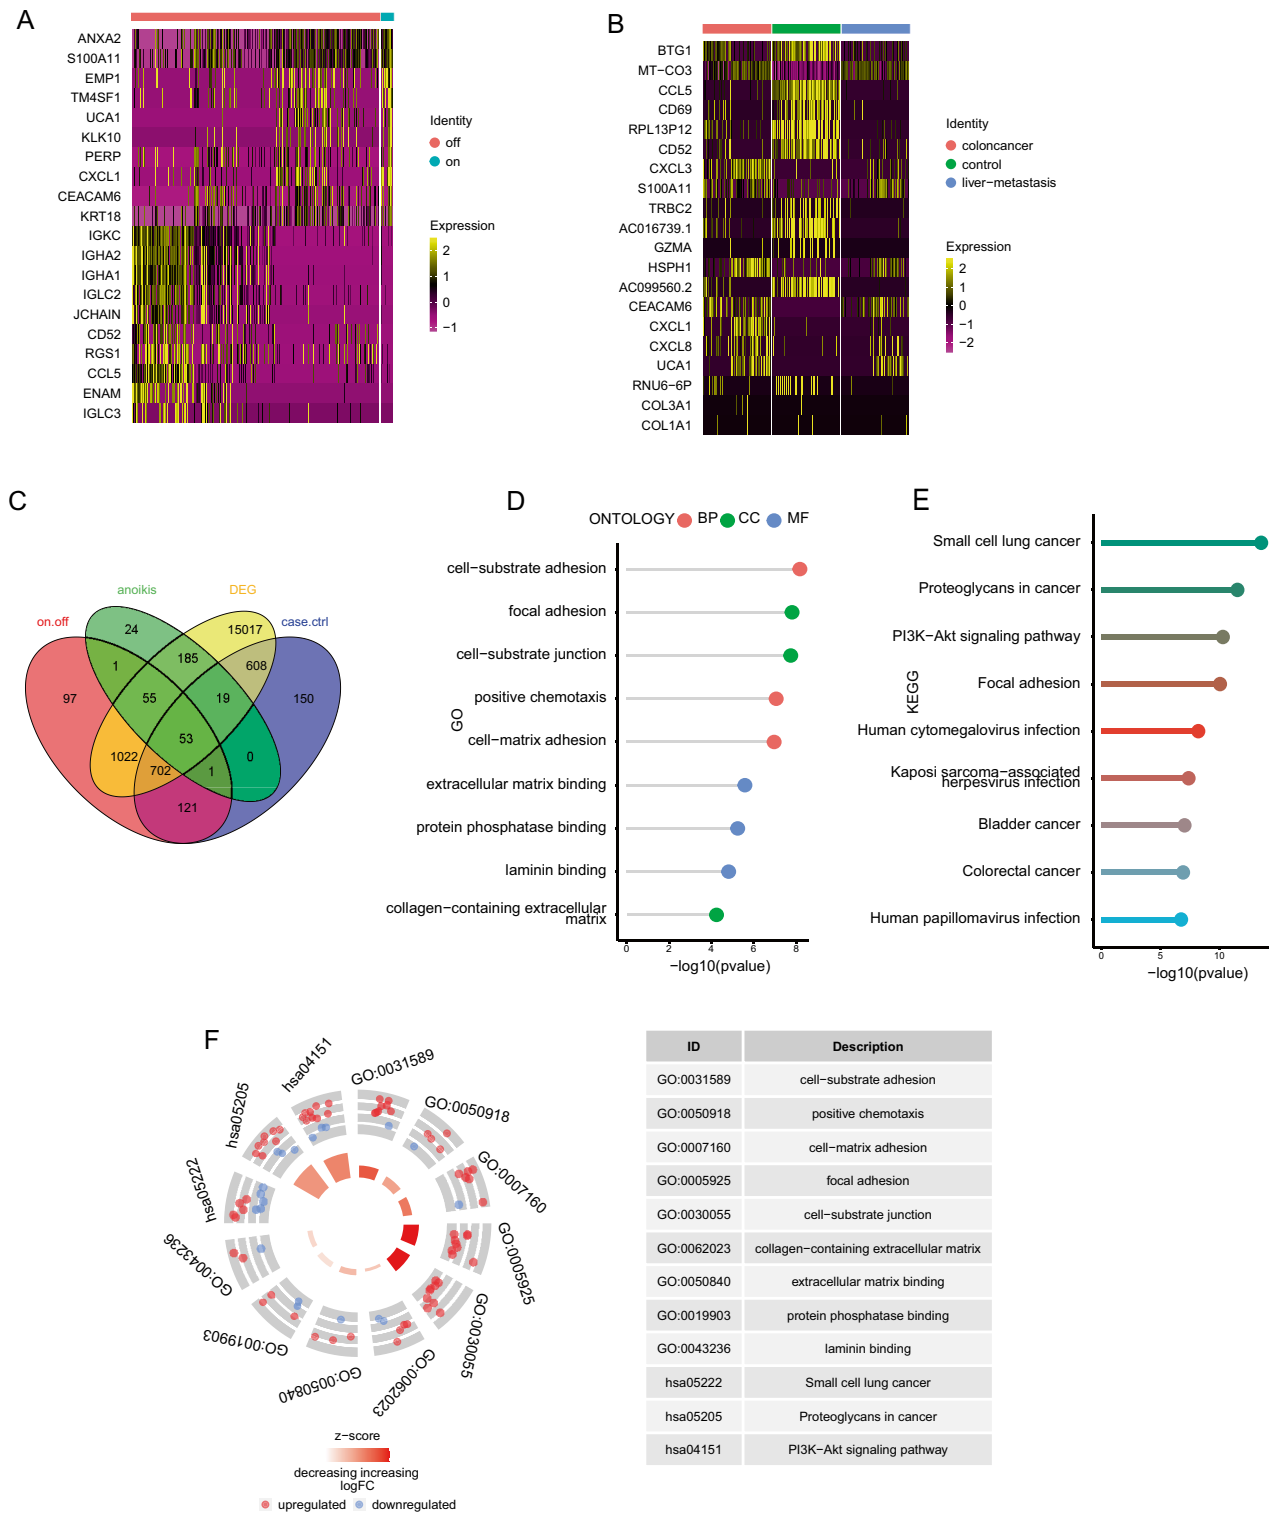 A
ANXA2
S100A11
EMP1
TM4SF1
UCA1
KLK10
PERP
CXCL1
CEACAM6
KRT18
IGKC
IGHA2
IGHA1
IGLC2
JCHAIN
CD52
RGS1
CCL5
ENAM
IGLC3
Identity
off
on
Expression
2
1
0
−1
B
BTG1
MT−CO3
CCL5
CD69
RPL13P12
CD52
CXCL3
S100A11
TRBC2
AC016739.1
GZMA
HSPH1
AC099560.2
CEACAM6
CXCL1
CXCL8
UCA1
RNU6−6P
COL3A1
COL1A1
Identity
coloncancer
control
liver−metastasis
Expression
2
1
0
−1
−2
C
anoikis
DEG
on.off
case.ctrl
24
15017
1
185
608
97
55
19
150
53
1022
702
1
0
121
D
ONTOLOGY BP CC MF
cell−substrate adhesion
focal adhesion
cell−substrate junction
positive chemotaxis
cell−matrix adhesion
extracellular matrix binding
protein phosphatase binding
laminin binding
collagen−containing extracellular
matrix
GO
0 2 4 6 8
−log10(pvalue)
E
Small cell lung cancer
Proteoglycans in cancer
PI3K−Akt signaling pathway
Focal adhesion
Human cytomegalovirus infection
Kaposi sarcoma−associated
herpesvirus infection
Bladder cancer
Colorectal cancer
Human papillomavirus infection
KEGG
0 5 10
−log10(pvalue)
F
GO:0031589
GO:0050918
GO:0007160
GO:0005925
GO:0030055
GO:0062023
GO:0050840
GO:0019903
GO:0043236
hsa05222
hsa05205
hsa04151
z−score
decreasing increasing
logFC
upregulated downregulated
ID Description
GO:0031589 cell−substrate adhesion
GO:0050918 positive chemotaxis
GO:0007160 cell−matrix adhesion
GO:0005925 focal adhesion
GO:0030055 cell−substrate junction
GO:0062023 collagen−containing extracellular matrix
GO:0050840 extracellular matrix binding
GO:0019903 protein phosphatase binding
GO:0043236 laminin binding
hsa05222 Small cell lung cancer
hsa05205 Proteoglycans in cancer
hsa04151 PI3K−Akt signaling pathway